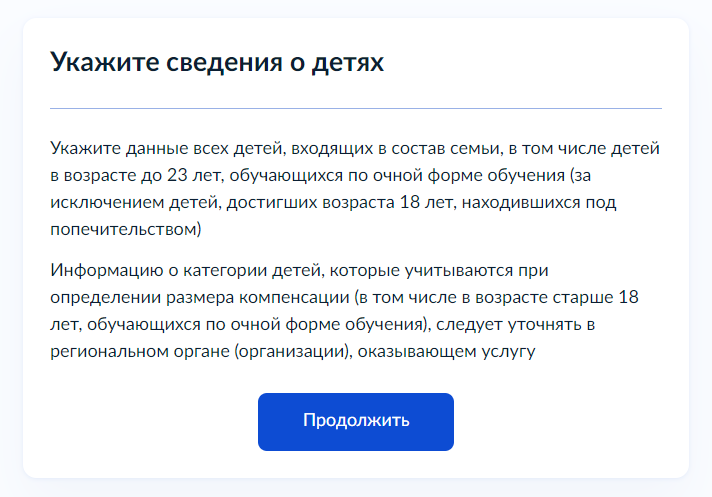 Укажите сведения о детях
Укажите данные всех детей, входящих в состав семьи, в том числе детей
в возрасте до 23 лет, обучающихся по очной форме обучения (за
исключением детей, достигших возраста 18 лет, находившихся под
попечительством)
Информацию о категории детей, которые учитываются при
определении размера компенсации (в том числе в возрасте старше 18
лет, обучающихся по очной форме обучения), следует уточнять в
региональном органе (организации), оказывающем услугу
Продолжить